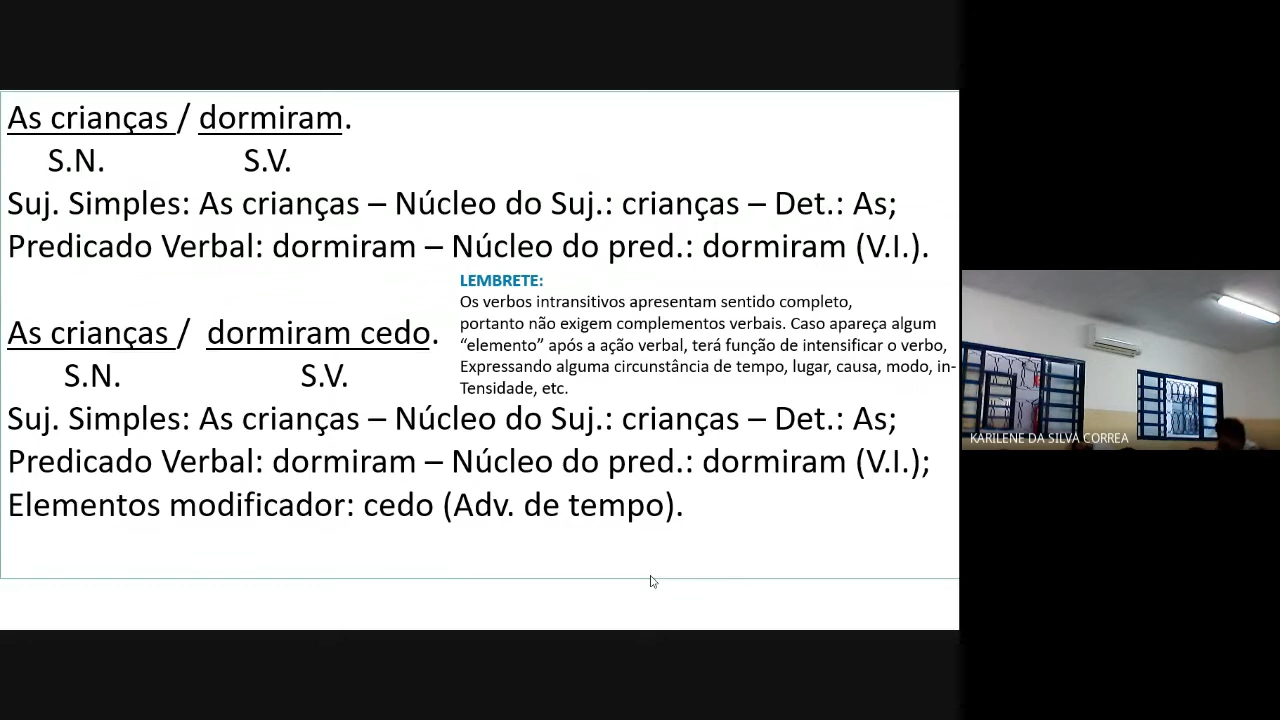 As crianças / dormiram.
S.N. S.V.
Suj. Simples: As crianças – Núcleo do Suj.: crianças – Det.: As;
Predicado Verbal: dormiram – Núcleo do pred.: dormiram (V.I.).
LEMBRETE:
Os verbos intransitivos apresentam sentido completo,
portanto não exigem complementos verbais. Caso apareça algum
“elemento” após a ação verbal, terá função de intensificar o verbo,
Expressando alguma circunstância de tempo, lugar, causa, modo, in-
Tensidade, etc.
As crianças / dormiram cedo.
S.N. S.V.
Suj. Simples: As crianças – Núcleo do Suj.: crianças – Det.: As;
Predicado Verbal: dormiram – Núcleo do pred.: dormiram (V.I.);
Elementos modificador: cedo (Adv. de tempo).
KARILENE DA SILVA CORREA